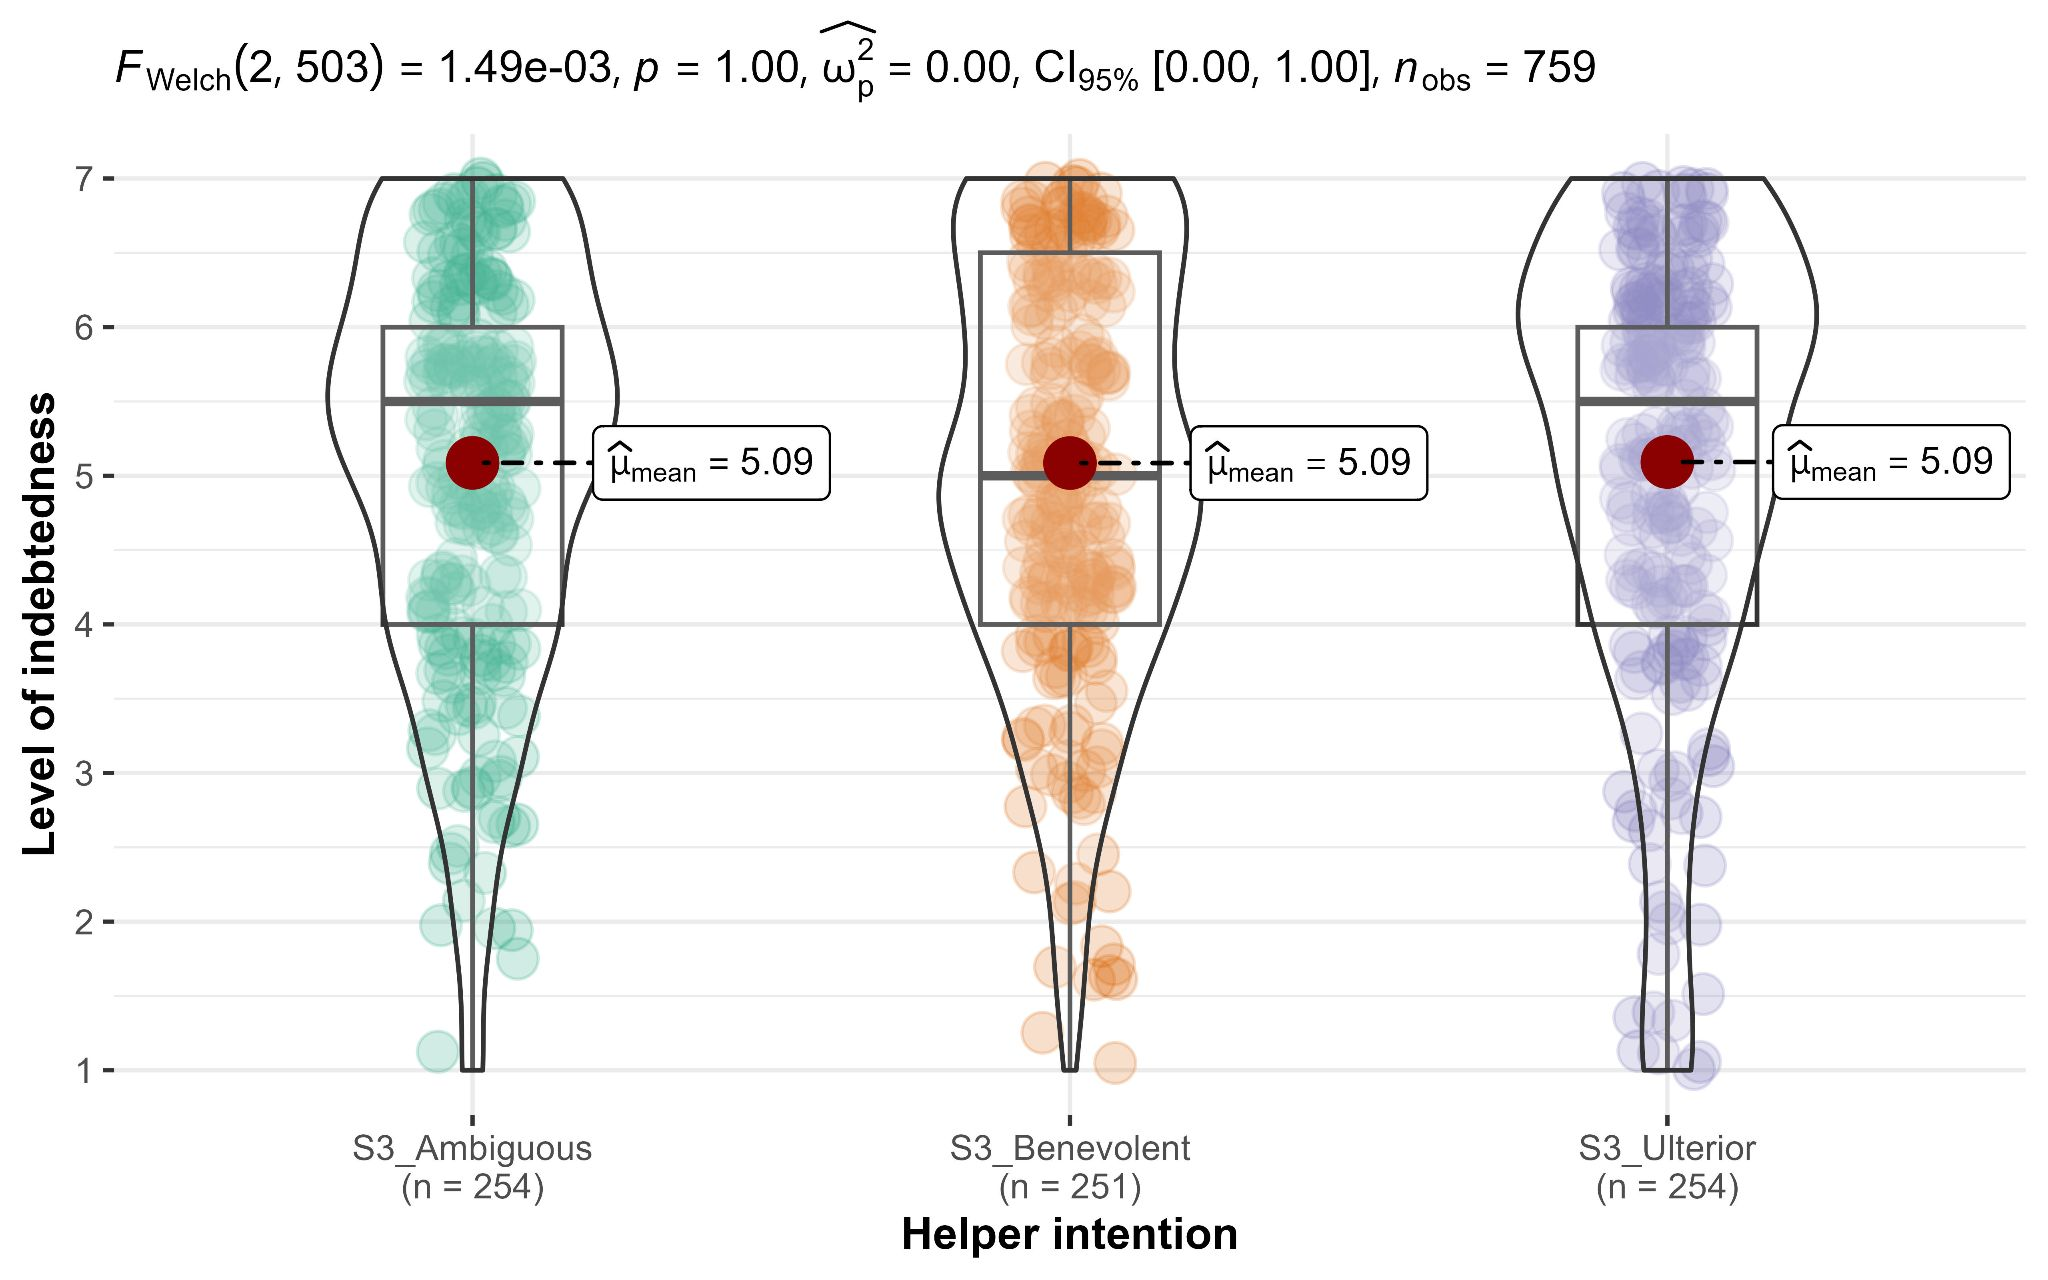 F_Welch(2, 503) = 1.49e-03, p = 1.00, ω̂²_p = 0.00, CI_95% [0.00, 1.00], n_obs = 759
Level of indebtedness
7
6
5
4
3
2
1
μ̂_mean = 5.09
μ̂_mean = 5.09
μ̂_mean = 5.09
S3_Ambiguous
(n = 254)
S3_Benevolent
(n = 251)
S3_Ulterior
(n = 254)
Helper intention